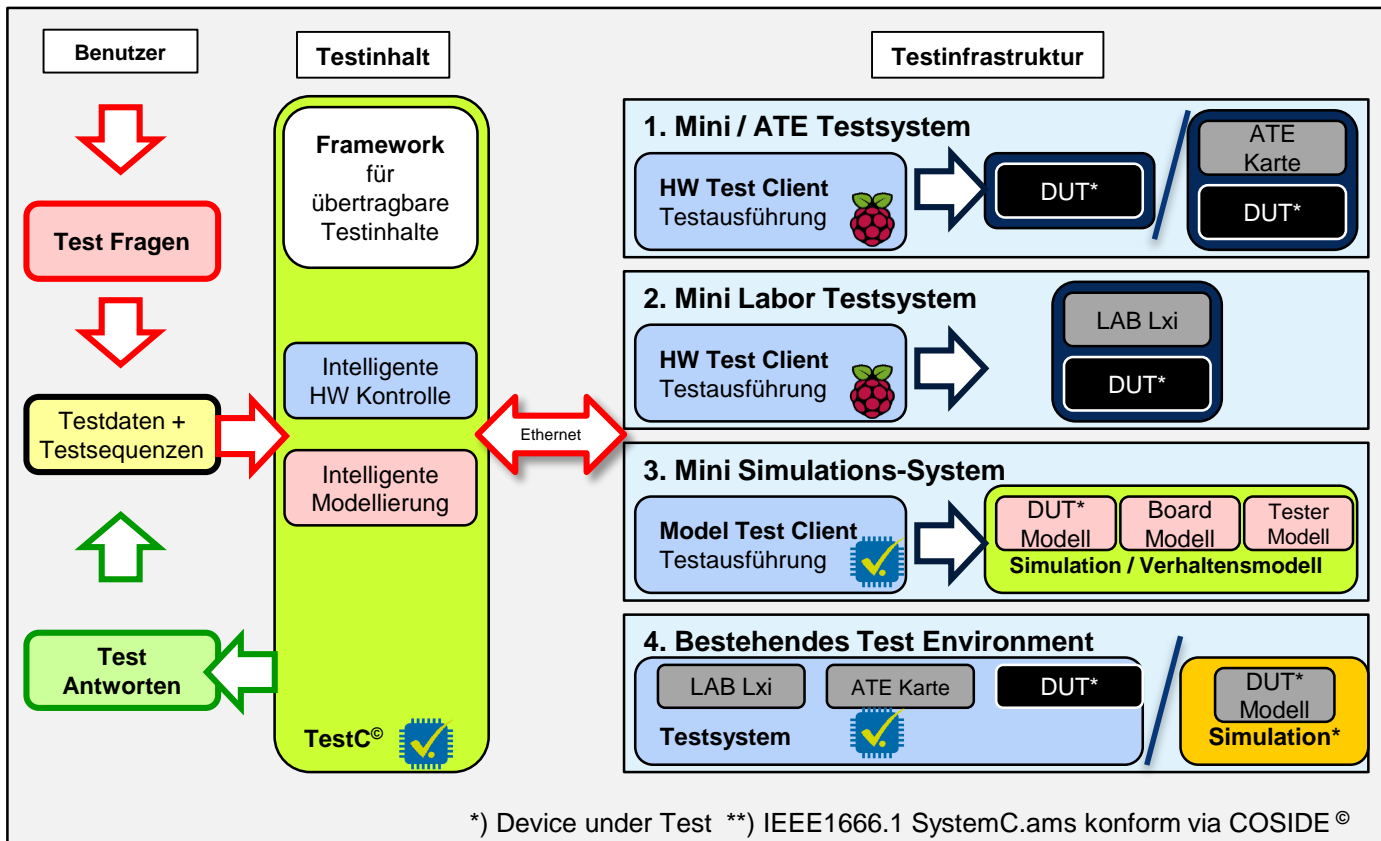 Benutzer
Testinhalt
Testinfrastruktur
Test Fragen
Testdaten +
Testsequenzen
Test
Antworten
Framework
für
übertragbare
Testinhalte
Intelligente
HW Kontrolle
Intelligente
Modellierung
TestC©
Ethernet
1. Mini / ATE Testsystem
HW Test Client
Testausführung
DUT*
ATE
Karte
DUT*
2. Mini Labor Testsystem
HW Test Client
Testausführung
LAB Lxi
DUT*
3. Mini Simulations-System
Model Test Client
Testausführung
DUT*
Modell
Board
Modell
Tester
Modell
Simulation / Verhaltensmodell
4. Bestehendes Test Environment
LAB Lxi
ATE Karte
DUT*
Testsystem
DUT*
Modell
Simulation*
*) Device under Test **) IEEE1666.1 SystemC.ams konform via COSIDE ©